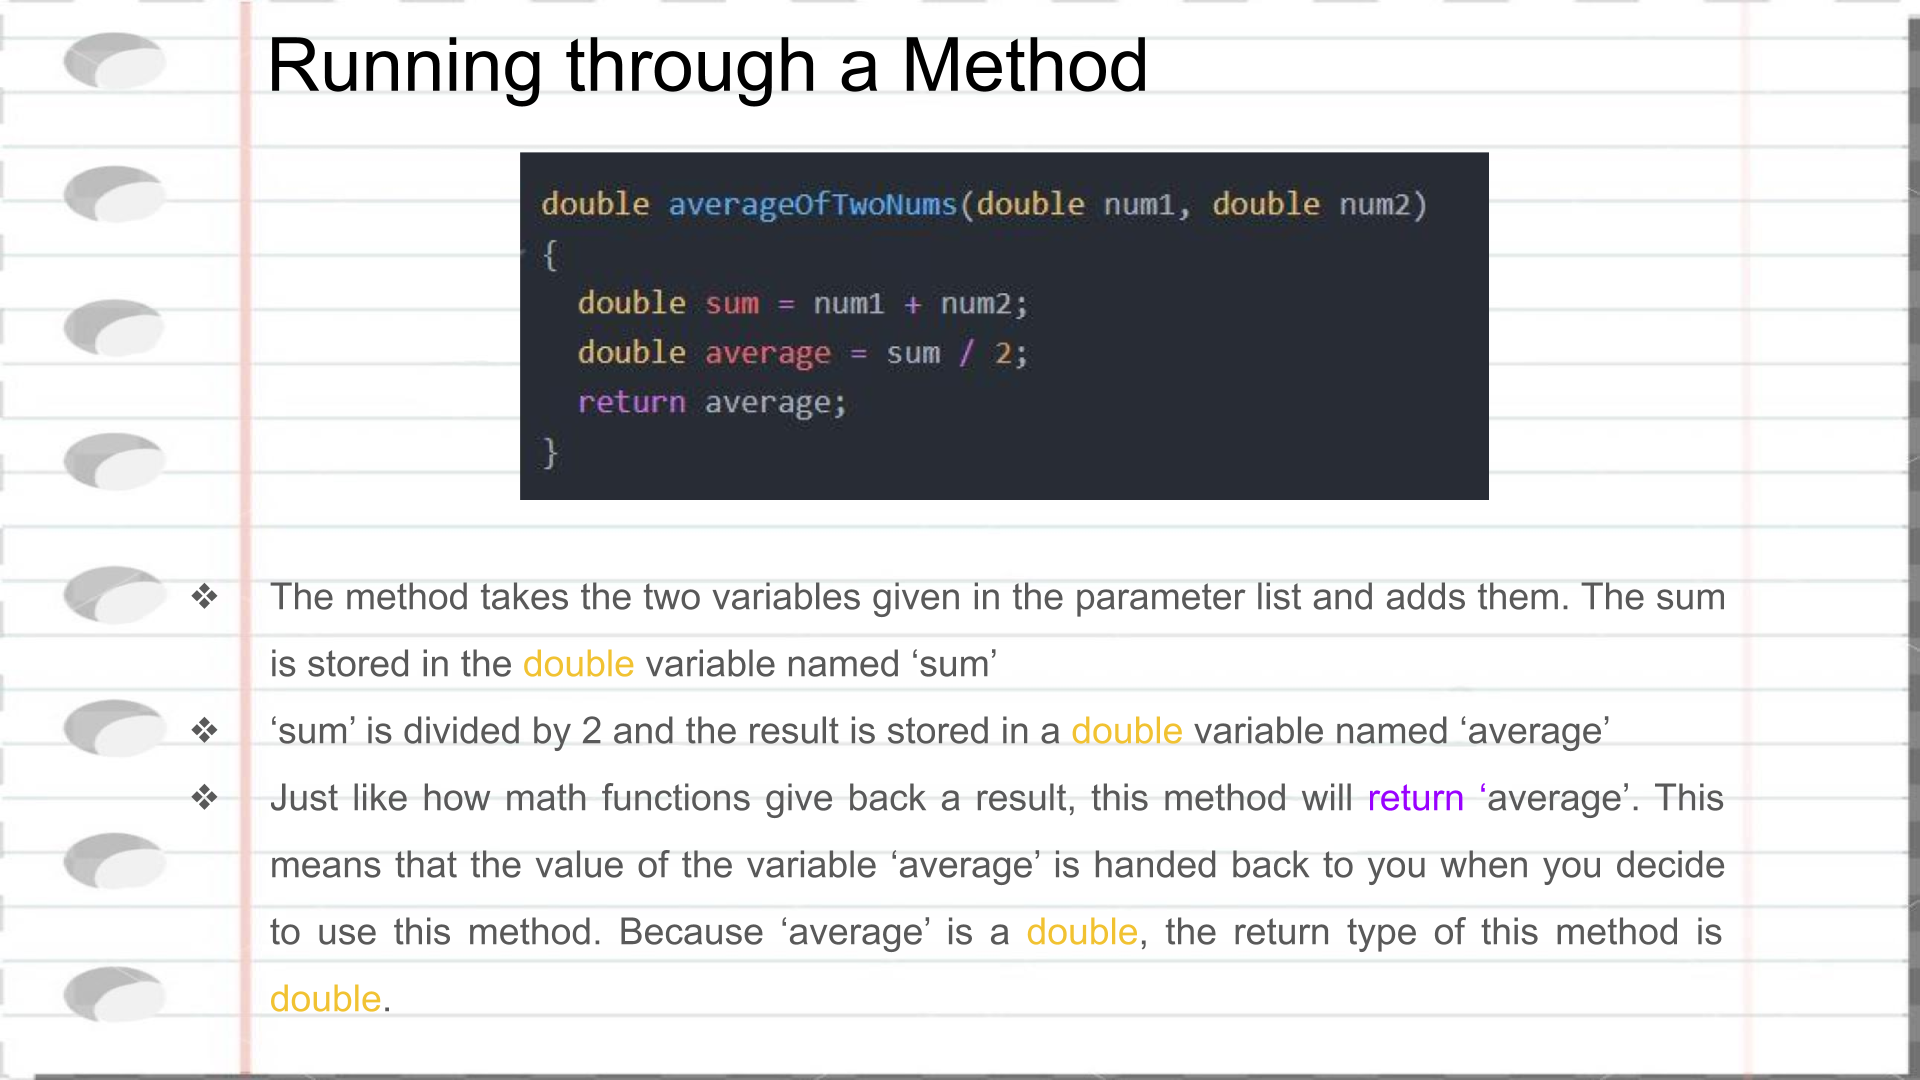 Running through a Method
double averageOfTwoNums(double num1, double num2)
{
  double sum = num1 + num2;
  double average = sum / 2;
  return average;
}
❖ The method takes the two variables given in the parameter list and adds them. The sum
is stored in the double variable named ‘sum’
❖ ‘sum’ is divided by 2 and the result is stored in a double variable named ‘average’
❖ Just like how math functions give back a result, this method will return ‘average’. This
means that the value of the variable ‘average’ is handed back to you when you decide
to use this method. Because ‘average’ is a double, the return type of this method is
double.